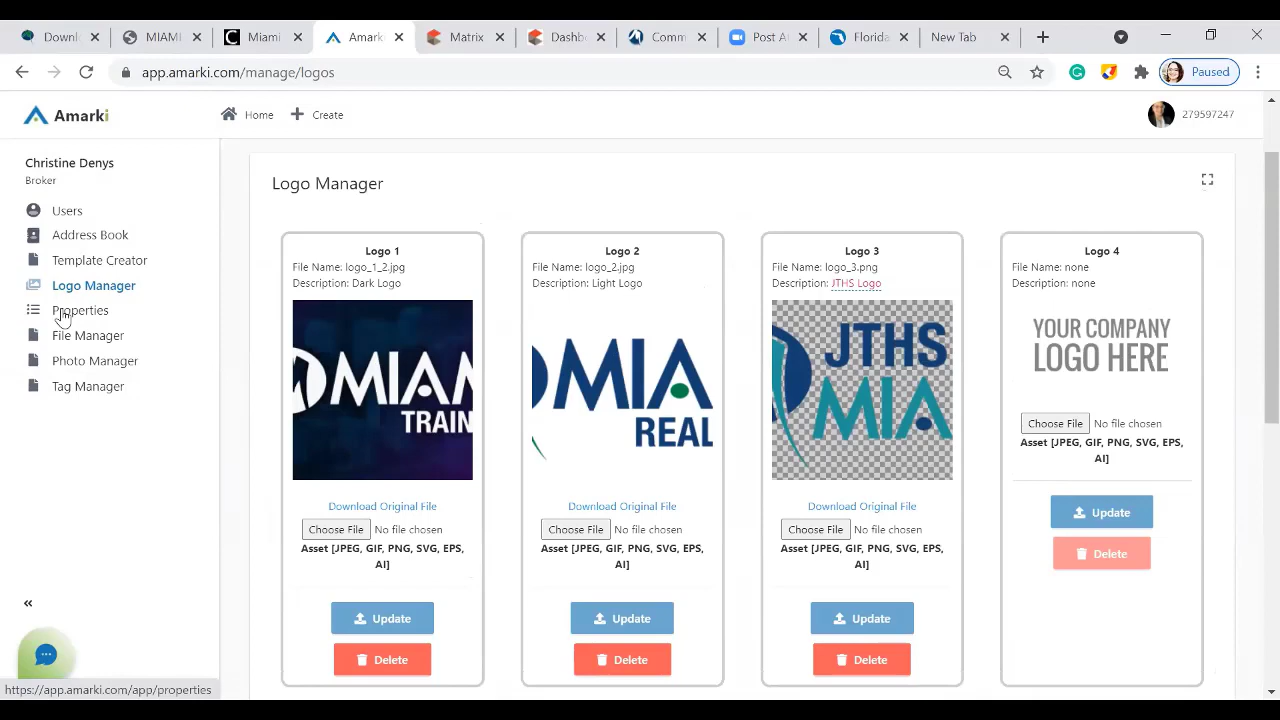 Downl
MIAMI
Miami
Amark
Matrix
Dashb
Comm
Post A
Florida
New Tab
app.amarki.com/manage/logos
Paused
Amarki
Home
Create
279597247
Christine Denys
Broker
Users
Address Book
Template Creator
Logo Manager
Properties
File Manager
Photo Manager
Tag Manager
Logo Manager
Logo 1
File Name: logo_1_2.jpg
Description: Dark Logo
MIAM
TRAIN
Download Original File
Choose File No file chosen
Asset [JPEG, GIF, PNG, SVG, EPS,
AI]
Update
Delete
Logo 2
File Name: logo_2.jpg
Description: Light Logo
MIA
REAL
Download Original File
Choose File No file chosen
Asset [JPEG, GIF, PNG, SVG, EPS,
AI]
Update
Delete
Logo 3
File Name: logo_3.png
Description: JTHS Logo
JTHS
MIA
Download Original File
Choose File No file chosen
Asset [JPEG, GIF, PNG, SVG, EPS,
AI]
Update
Delete
Logo 4
File Name: none
Description: none
YOUR COMPANY
LOGO HERE
Choose File No file chosen
Asset [JPEG, GIF, PNG, SVG, EPS,
AI]
Update
Delete
https://app.amarki.com/app/properties